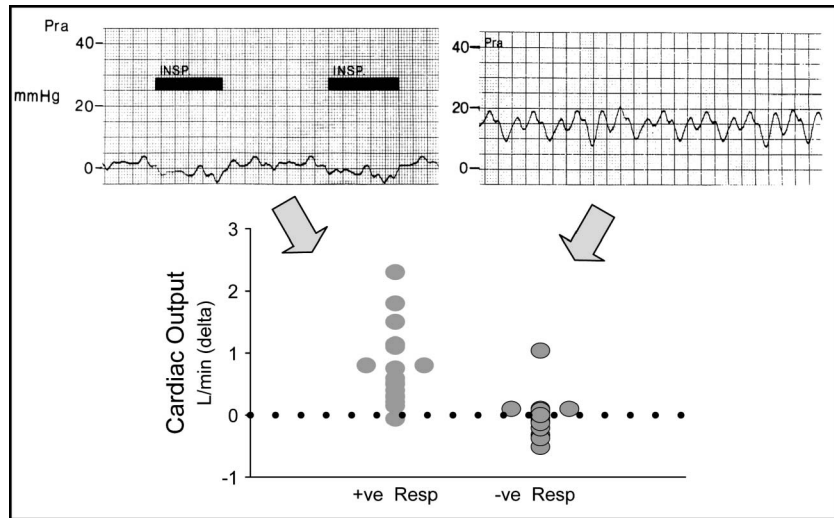 Pra
40
mmHg
20
0
INSP.
INSP.
40
Pra
20
0
3
2
1
0
-1
Cardiac Output
L/min (delta)
+ve Resp
-ve Resp